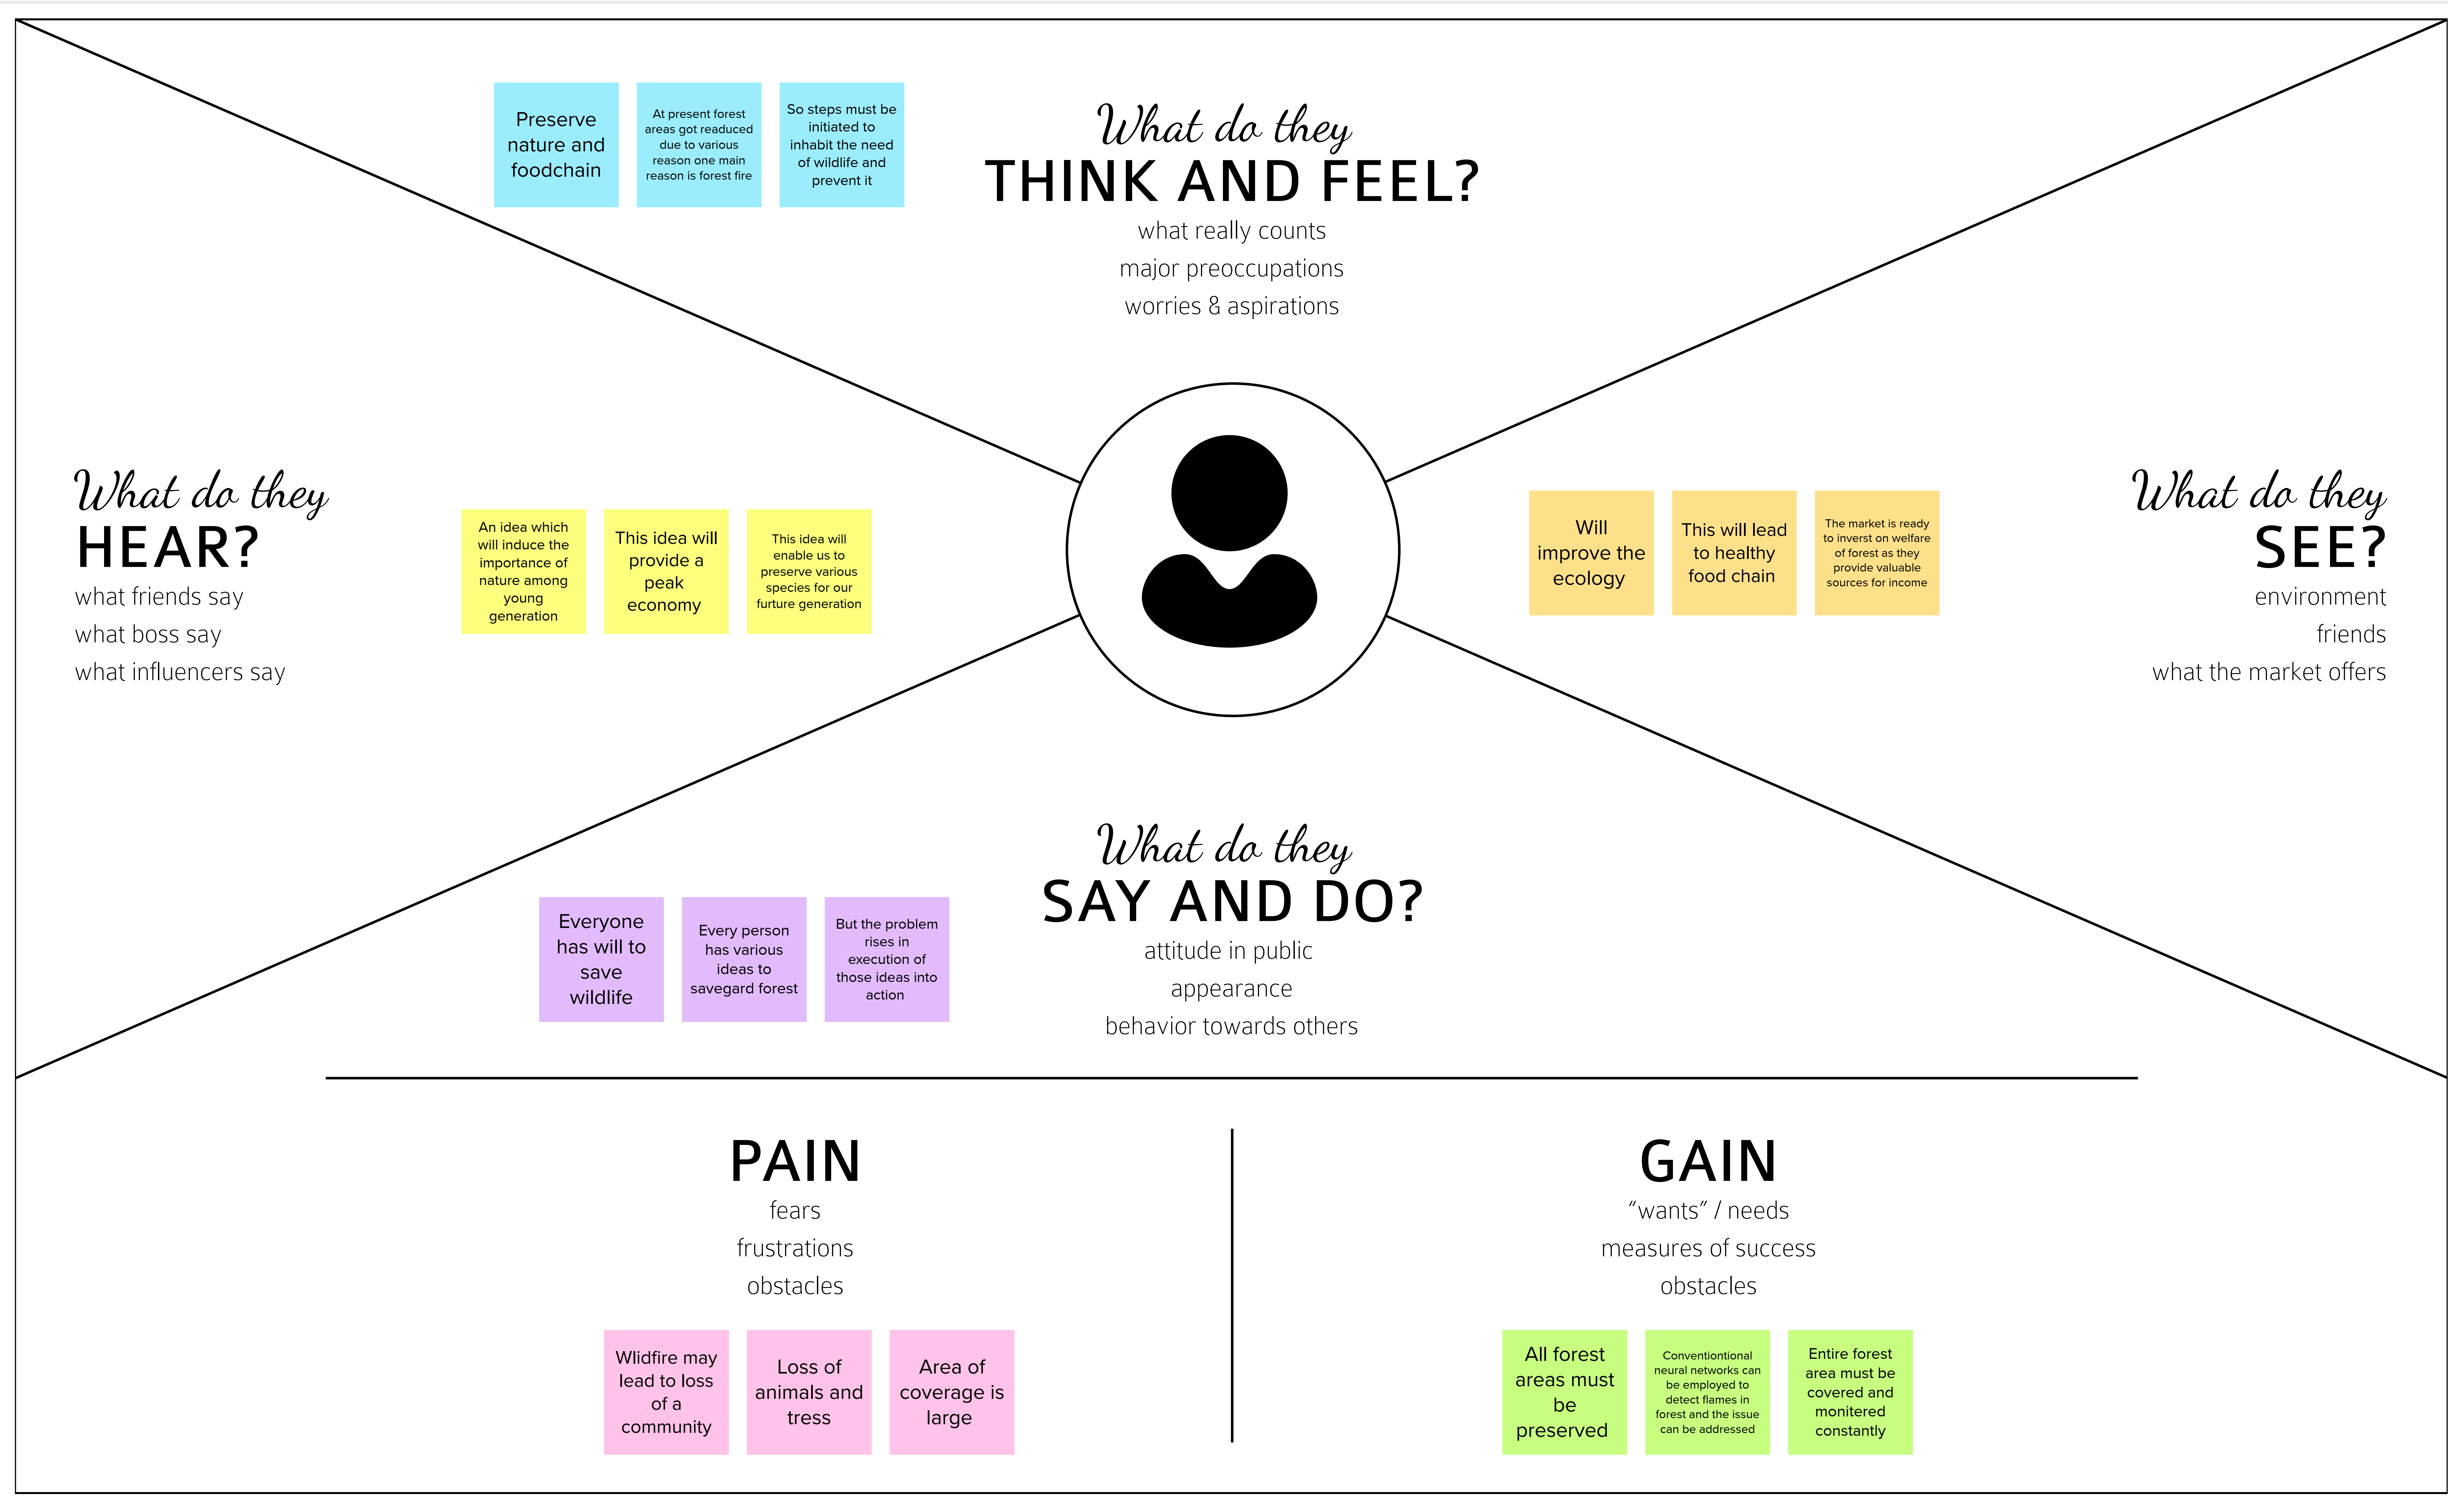 Preserve
nature and
foodchain
At present forest
areas got readuced
due to various
reason one main
reason is forest fire
So steps must be
initiated to
inhabit the need
of wildlife and
prevent it
What do they
THINK AND FEEL?
what really counts
major preoccupations
worries & aspirations
What do they
HEAR?
what friends say
what boss say
what influencers say
An idea which
will induce the
importance of
nature among
young
generation
This idea will
provide a
peak
economy
This idea will
enable us to
preserve various
species for our
furture generation
Will
improve the
ecology
This will lead
to healthy
food chain
The market is ready
to inverst on welfare
of forest as they
provide valuable
sources for income
What do they
SEE?
environment
friends
what the market offers
Everyone
has will to
save
wildlife
Every person
has various
ideas to
savegard forest
But the problem
rises in
execution of
those ideas into
action
What do they
SAY AND DO?
attitude in public
appearance
behavior towards others
PAIN
fears
frustrations
obstacles
Wlidfire may
lead to loss
of a
community
Loss of
animals and
tress
Area of
coverage is
large
GAIN
“wants” / needs
measures of success
obstacles
All forest
areas must
be
preserved
Conventiontional
neural networks can
be employed to
detect flames in
forest and the issue
can be addressed
Entire forest
area must be
covered and
monitered
constantly